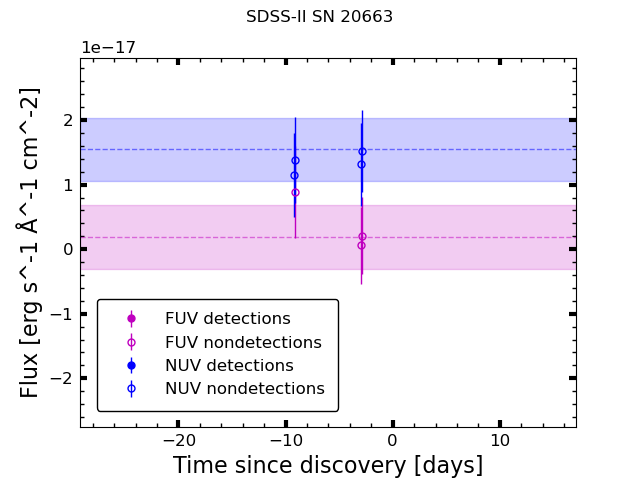 SDSS-II SN 20663
1e−17
Flux [erg s^-1 Å^-1 cm^-2]
2
1
0
−1
−2
FUV detections
FUV nondetections
NUV detections
NUV nondetections
−20
−10
0
10
Time since discovery [days]